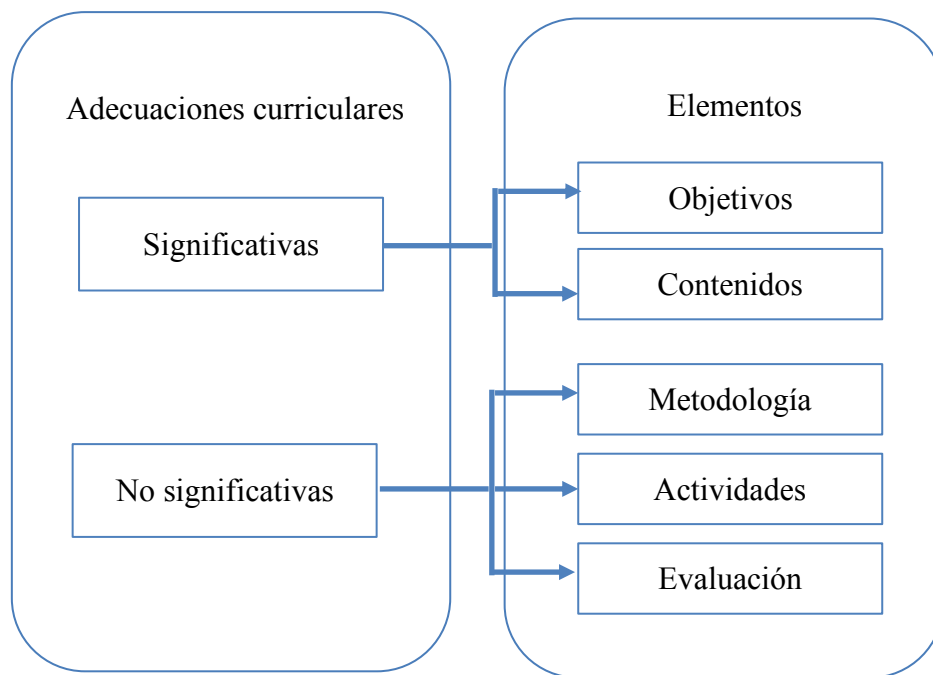 Adecuaciones curriculares
Significativas
No significativas
Elementos
Objetivos
Contenidos
Metodología
Actividades
Evaluación